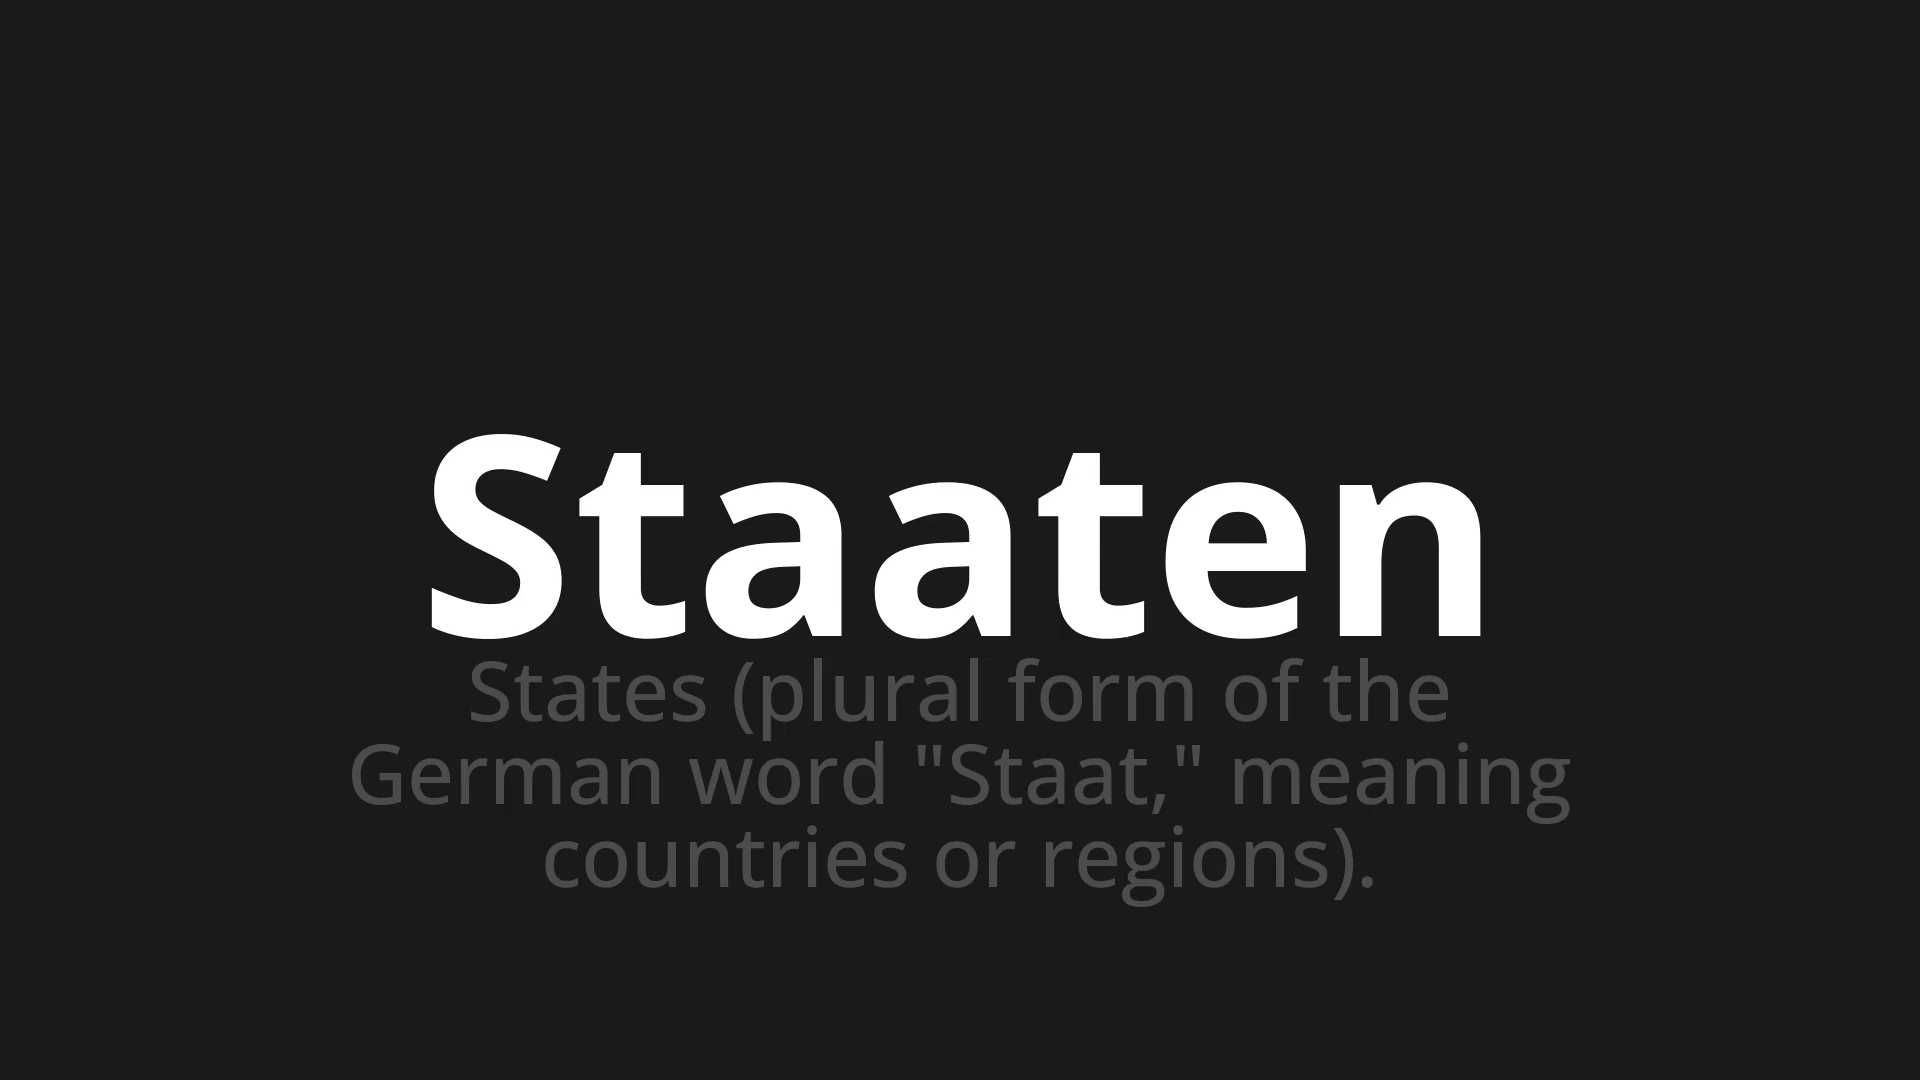 Staaten
States (plural form of the
German word "Staat," meaning
countries or regions).